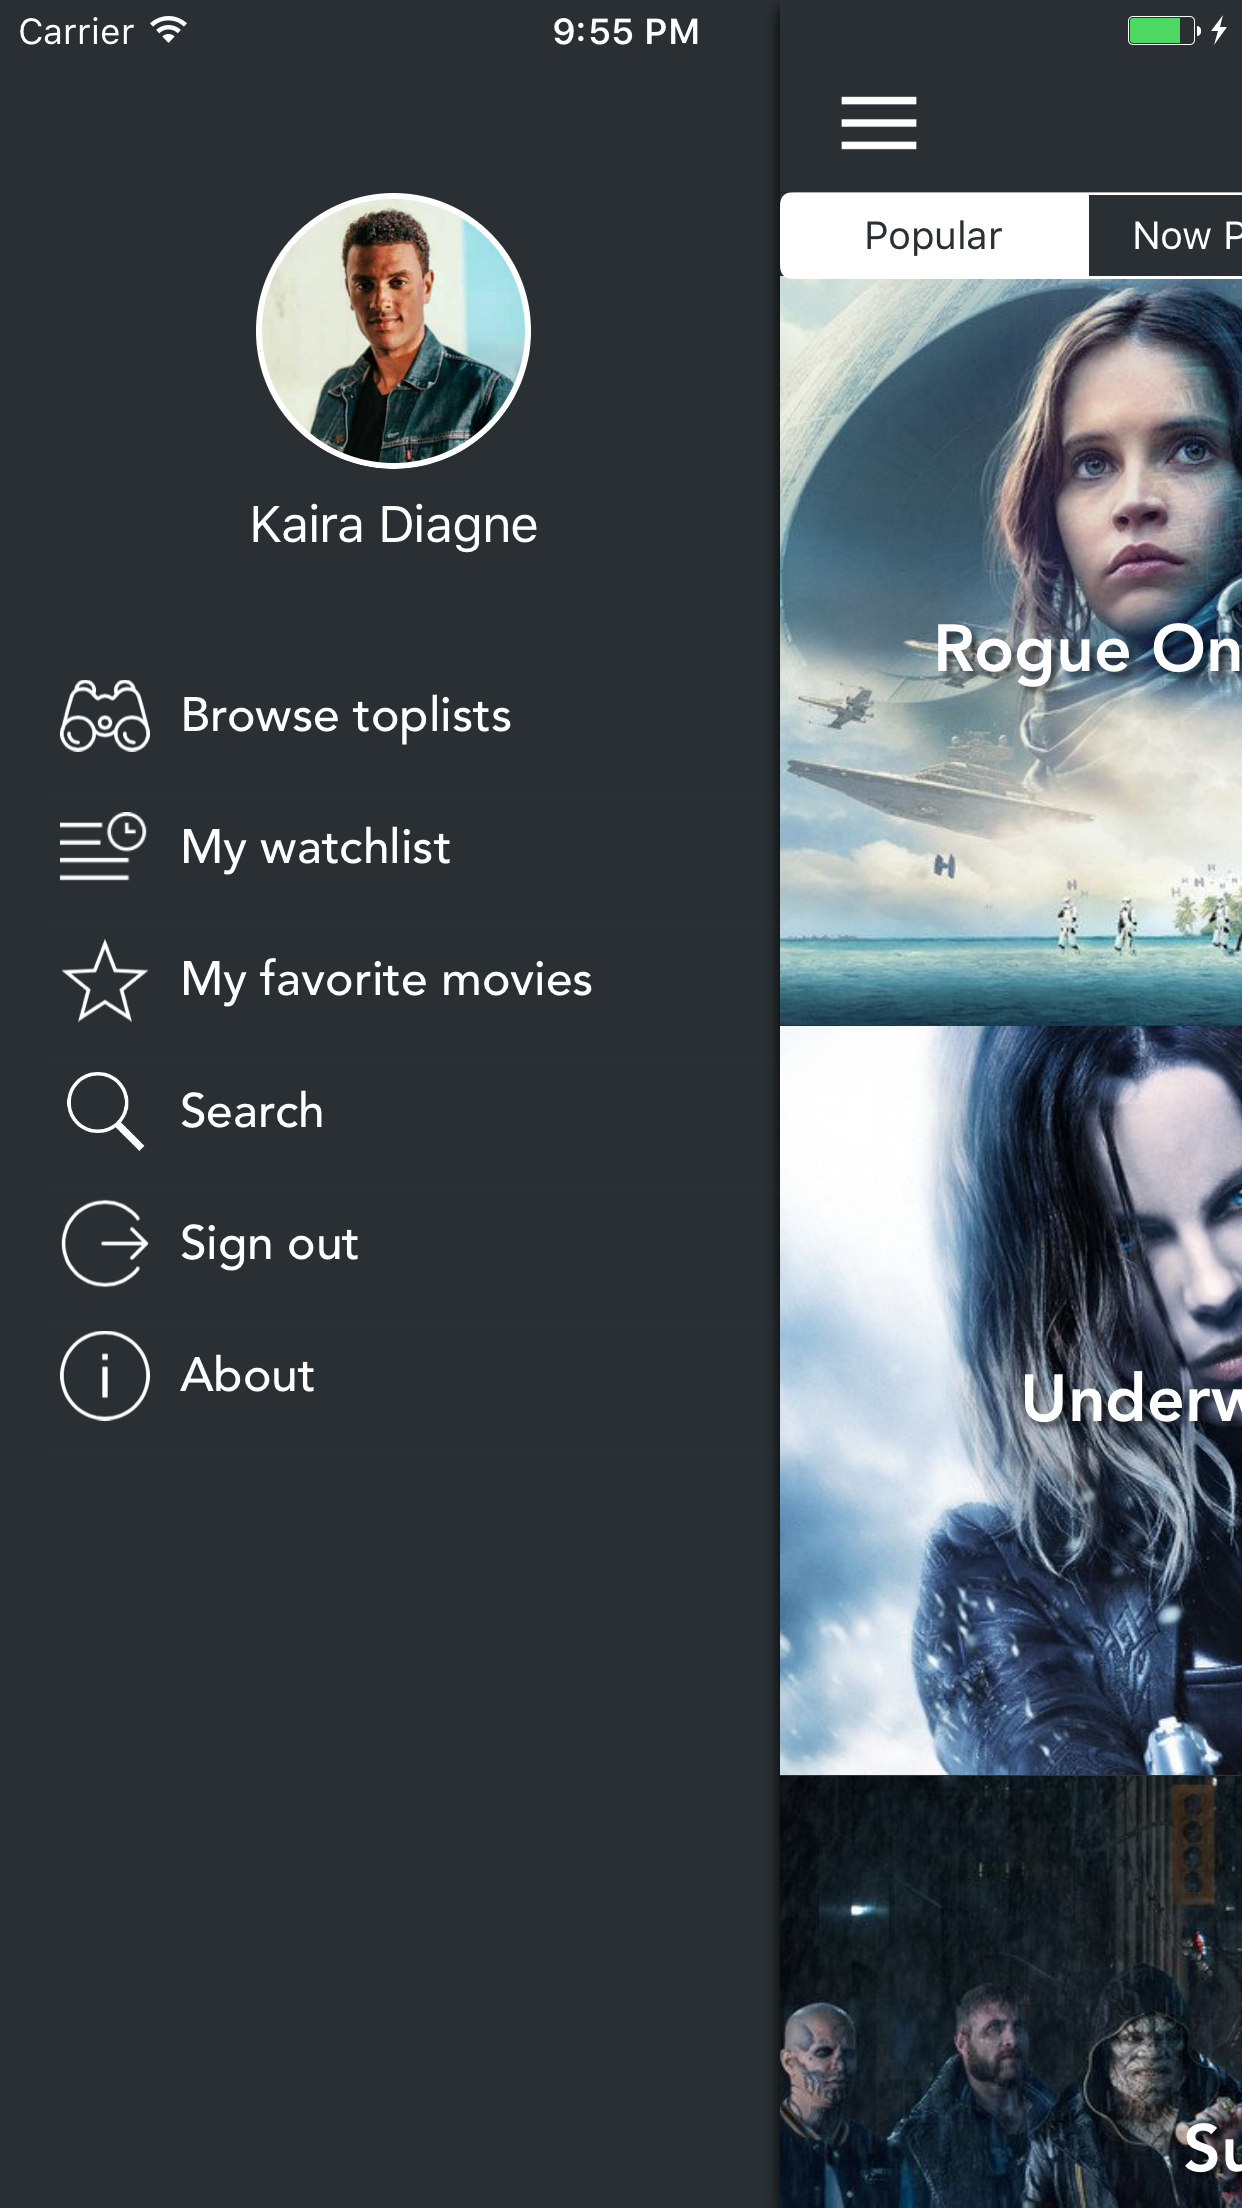 Carrier 9:55 PM
Kaira Diagne
Browse toplists
My watchlist
My favorite movies
Search
Sign out
About
Popular
Now P
Rogue On
Underw
Su